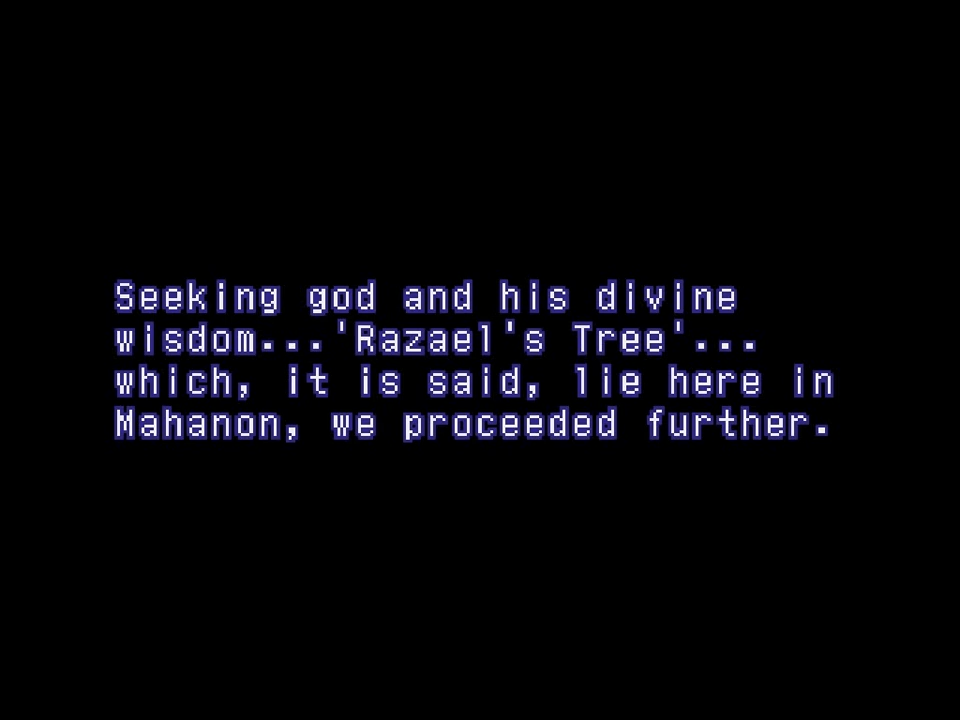 Seeking god and his divine
wisdom...'Razael's Tree'...
which, it is said, lie here in
Mahanon, we proceeded further.